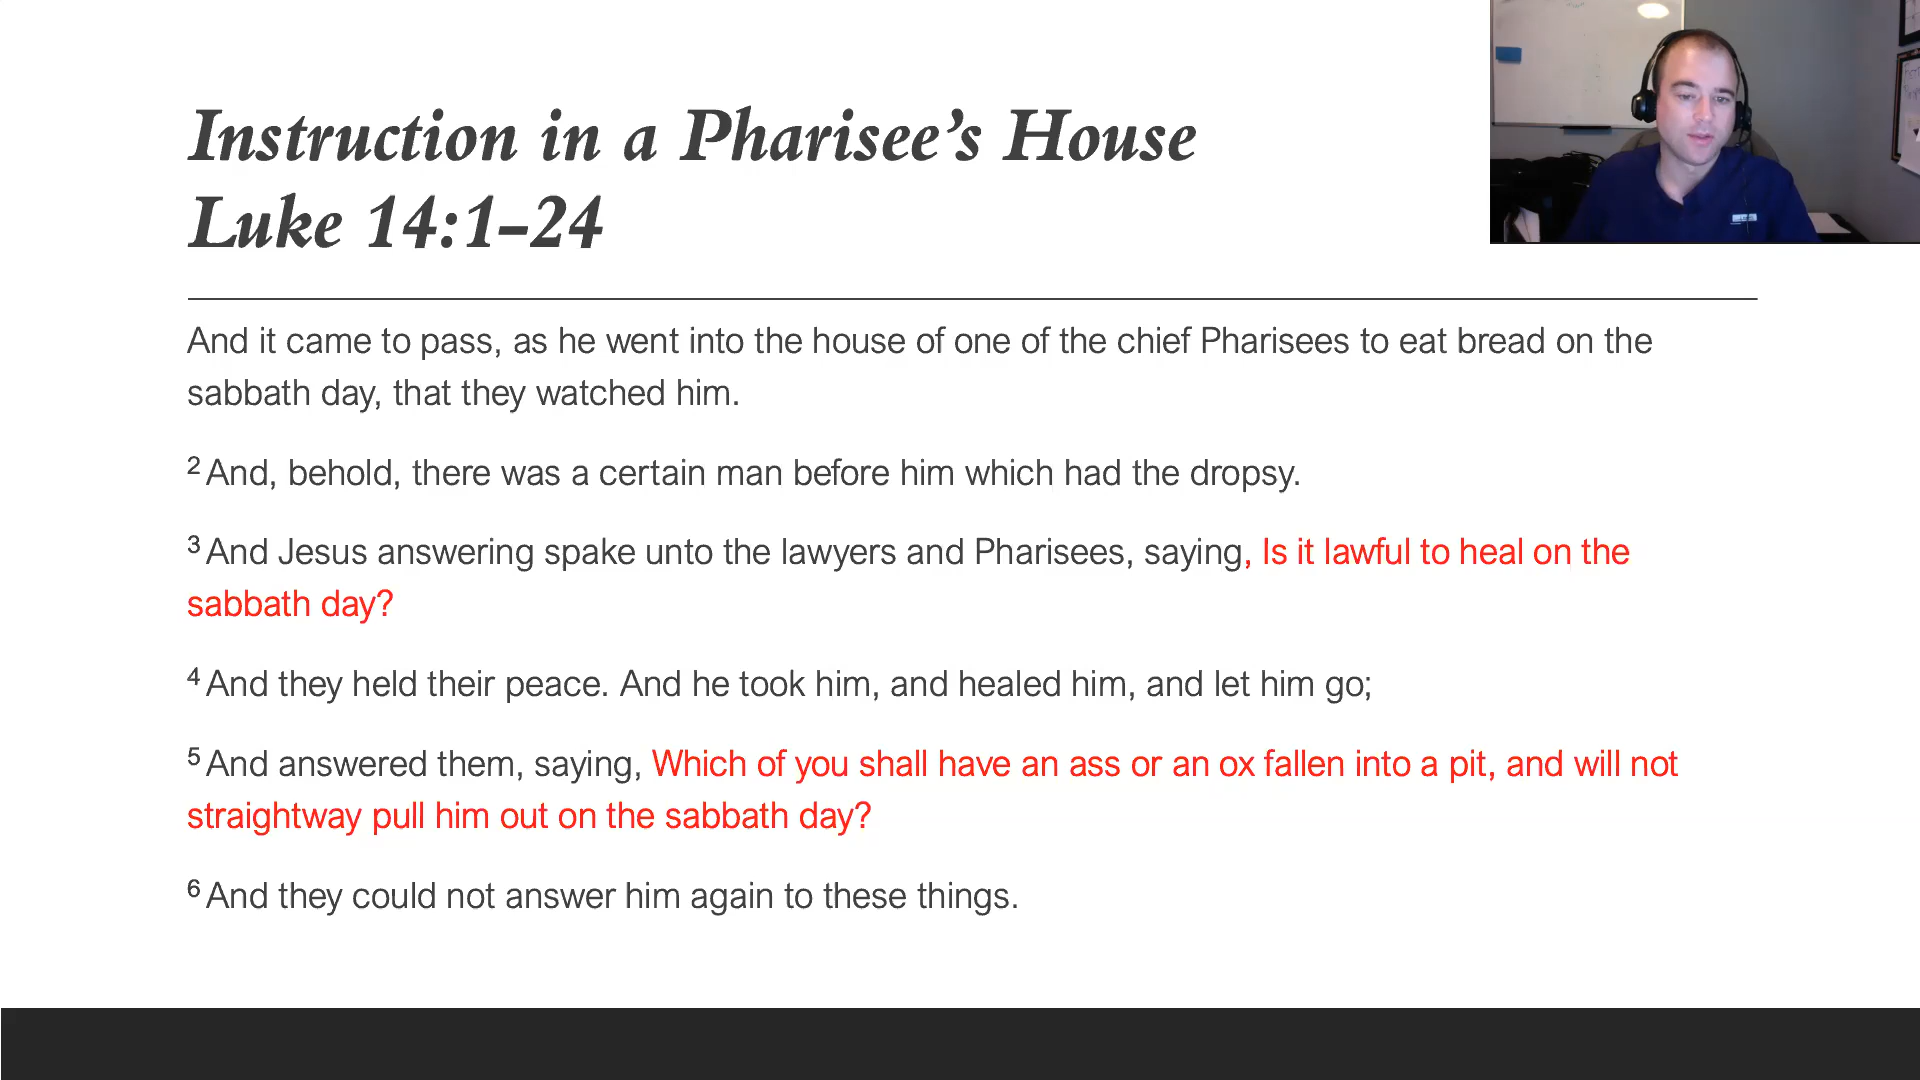 Instruction in a Pharisee’s House
Luke 14:1–24
And it came to pass, as he went into the house of one of the chief Pharisees to eat bread on the
sabbath day, that they watched him.
2 And, behold, there was a certain man before him which had the dropsy.
3 And Jesus answering spake unto the lawyers and Pharisees, saying, Is it lawful to heal on the
sabbath day?
4 And they held their peace. And he took him, and healed him, and let him go;
5 And answered them, saying, Which of you shall have an ass or an ox fallen into a pit, and will not
straightway pull him out on the sabbath day?
6 And they could not answer him again to these things.